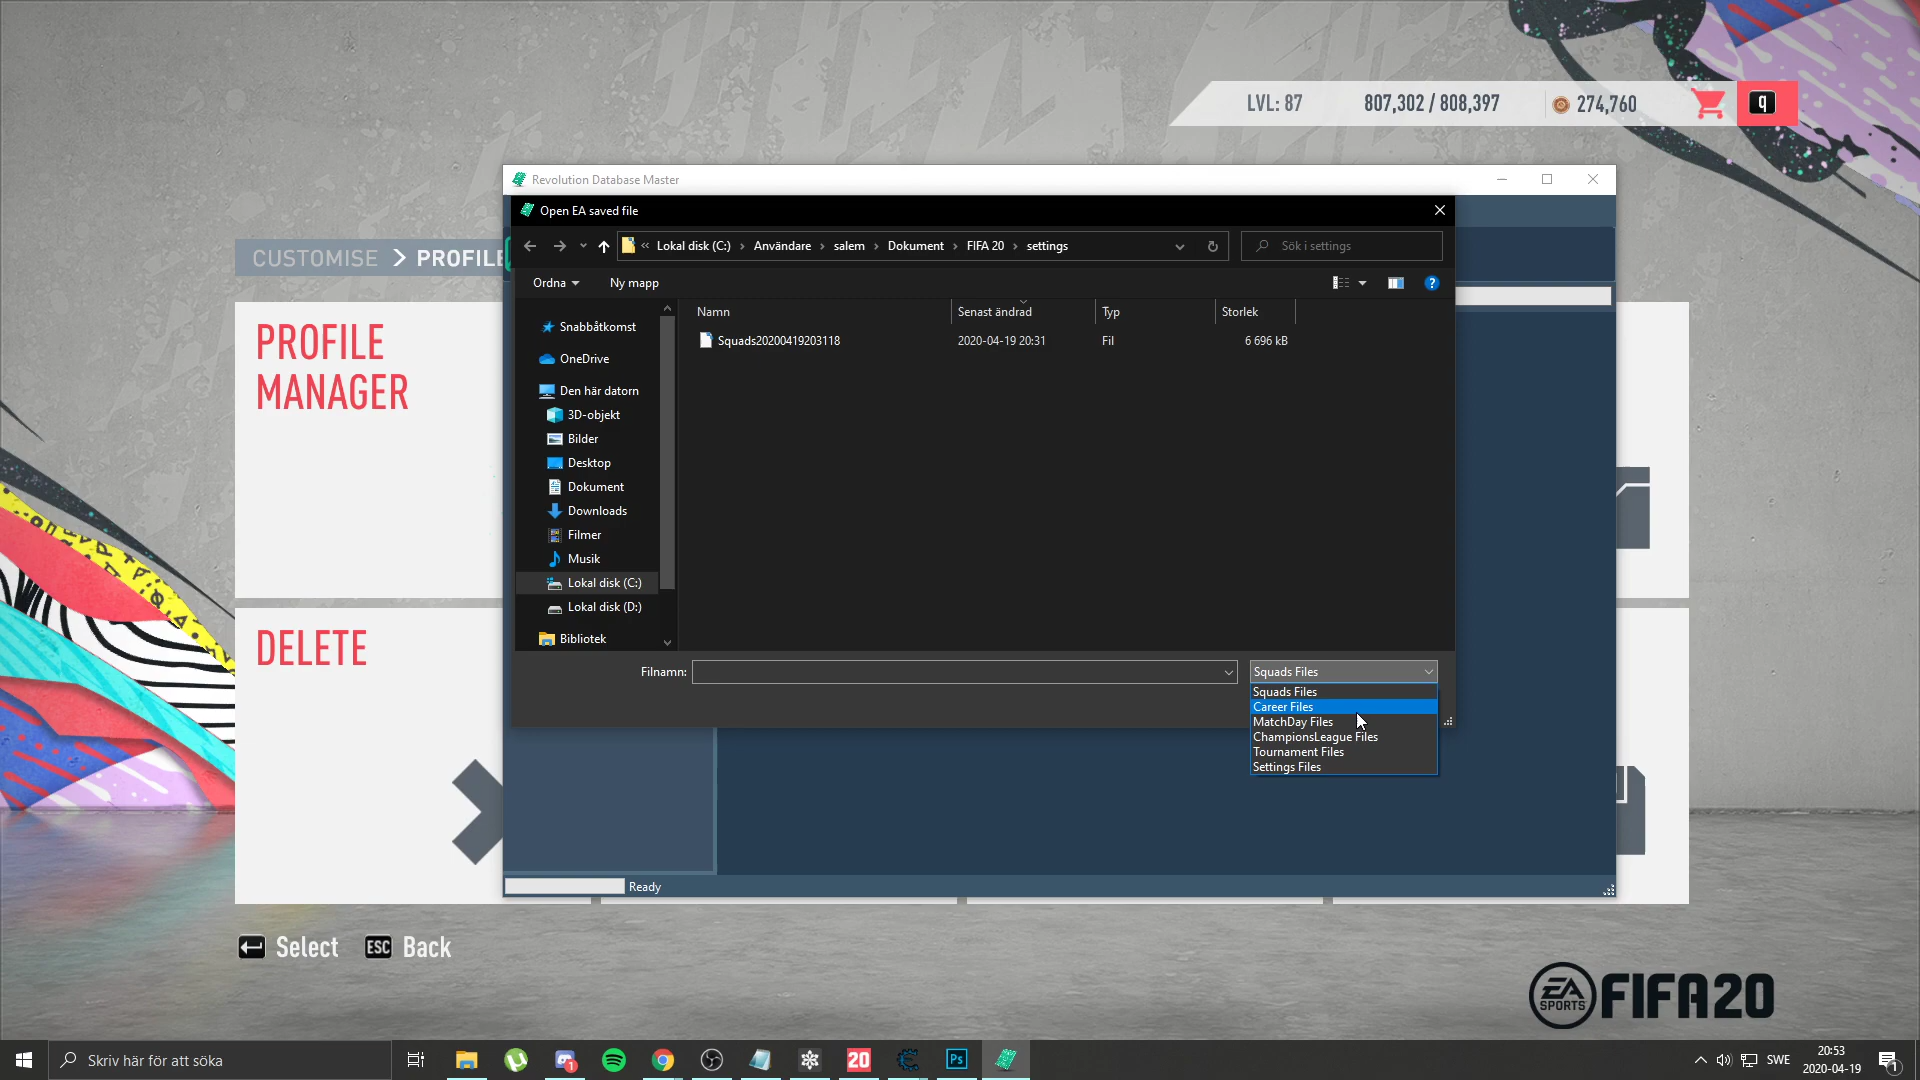 LVL: 87
807,302 / 808,397
274,760
q
Revolution Database Master
Open EA saved file
« Lokal disk (C:) › Användare › salem › Dokument › FIFA 20 › settings
Sök i settings
CUSTOMISE > PROFILE
Ordna
Ny mapp
?
Namn
Senast ändrad
Typ
Storlek
Squads20200419203118
2020-04-19 20:31
Fil
6 696 kB
Snabbåtkomst
OneDrive
Den här datorn
3D-objekt
Bilder
Desktop
Dokument
Downloads
Filmer
Musik
Lokal disk (C:)
Lokal disk (D:)
Bibliotek
PROFILE
MANAGER
DELETE
Filnamn:
Squads Files
Squads Files
Career Files
MatchDay Files
ChampionsLeague Files
Tournament Files
Settings Files
Ready
Select
ESC Back
EA SPORTS FIFA20
Skriv här för att söka
1
20
Ps
SWE
20:53
2020-04-19
1